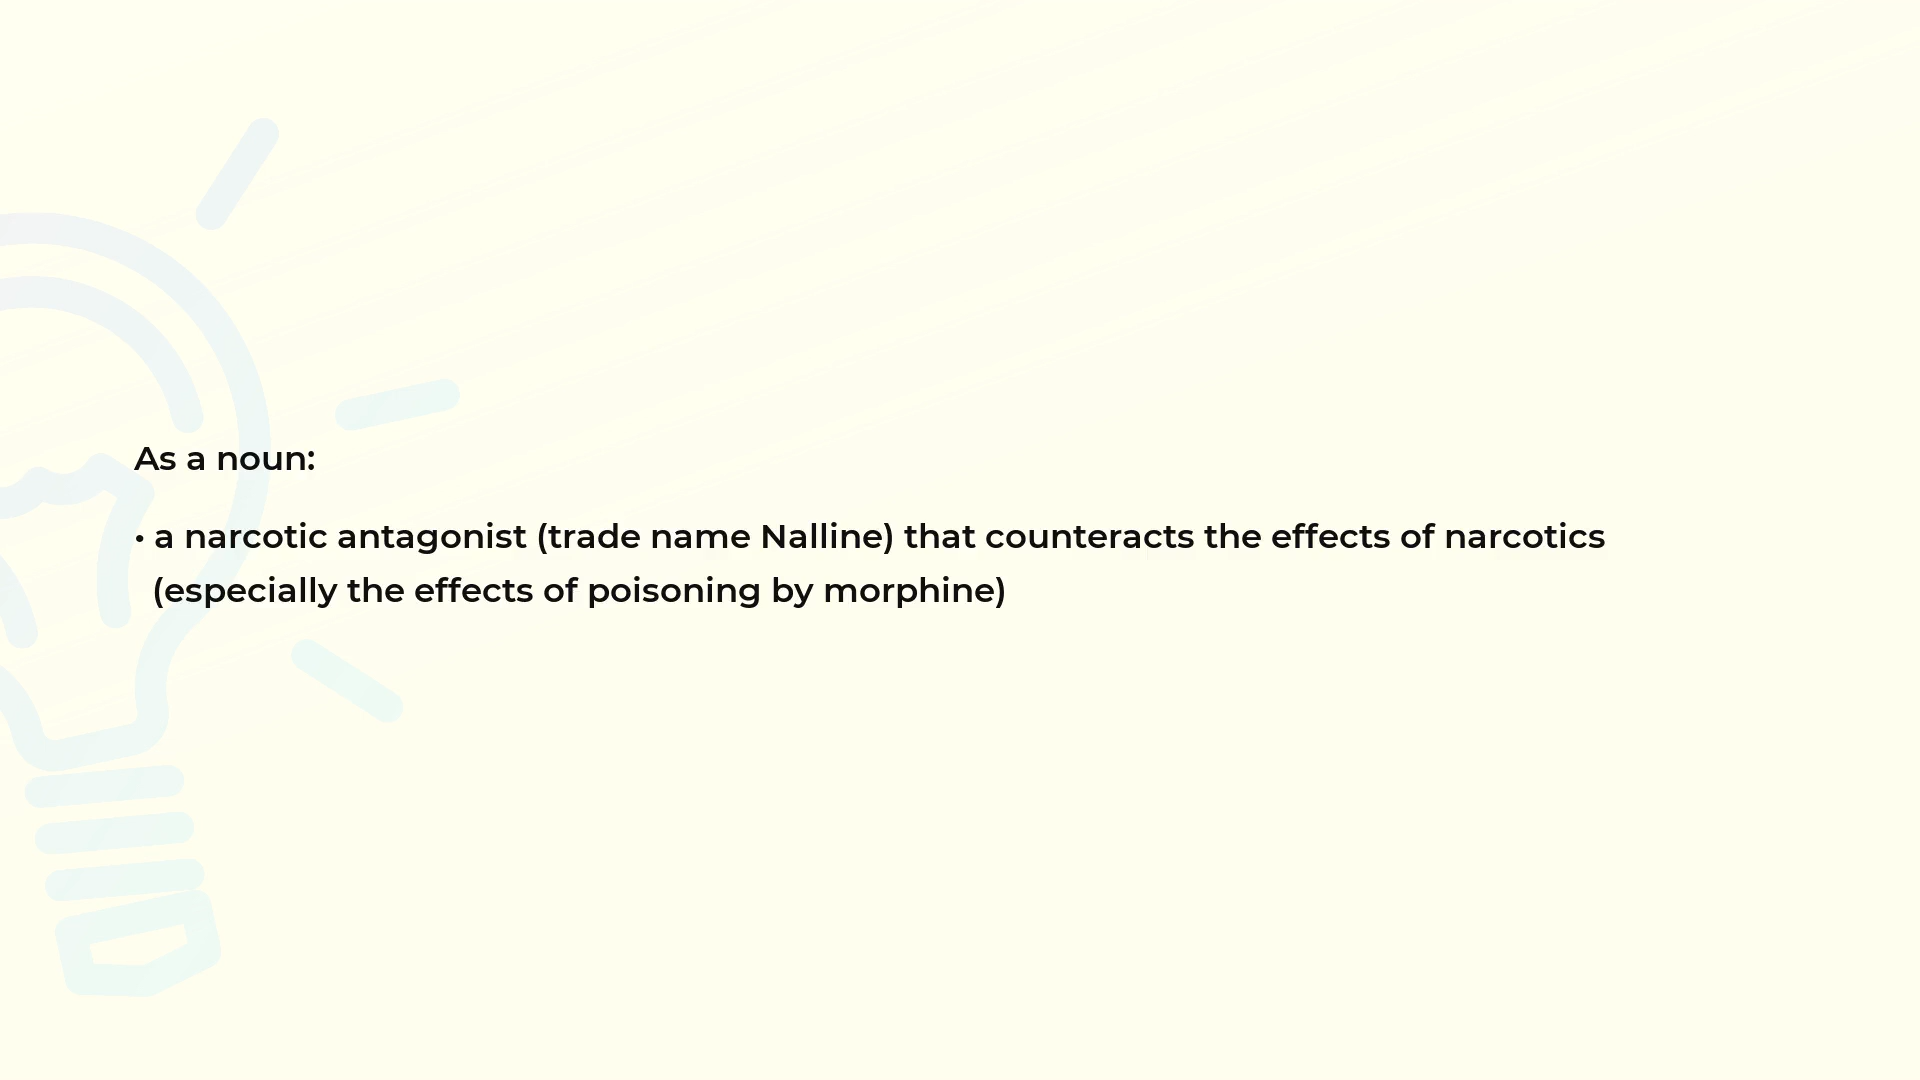 As a noun:
• a narcotic antagonist (trade name Nalline) that counteracts the effects of narcotics
(especially the effects of poisoning by morphine)